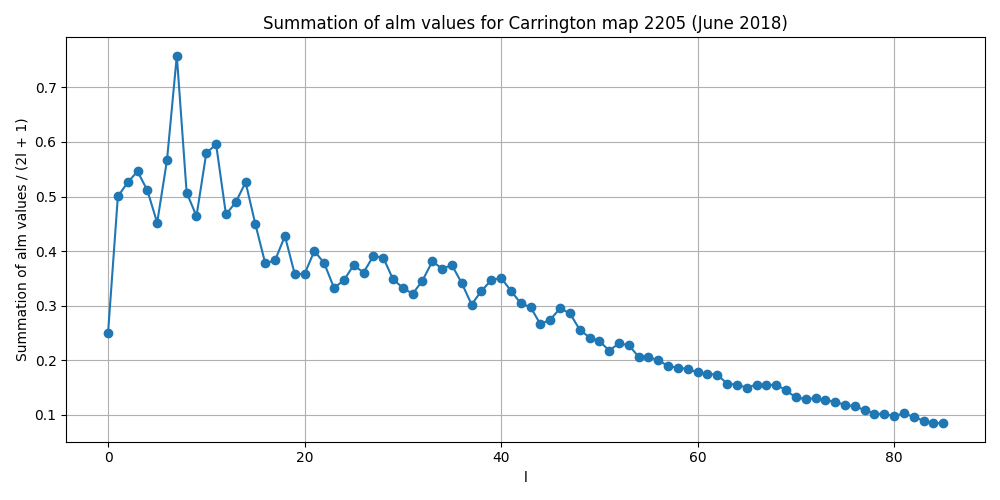 Summation of alm values for Carrington map 2205 (June 2018)
Summation of alm values / (2l + 1)
0.7
0.6
0.5
0.4
0.3
0.2
0.1
0 20 40 60 80
l